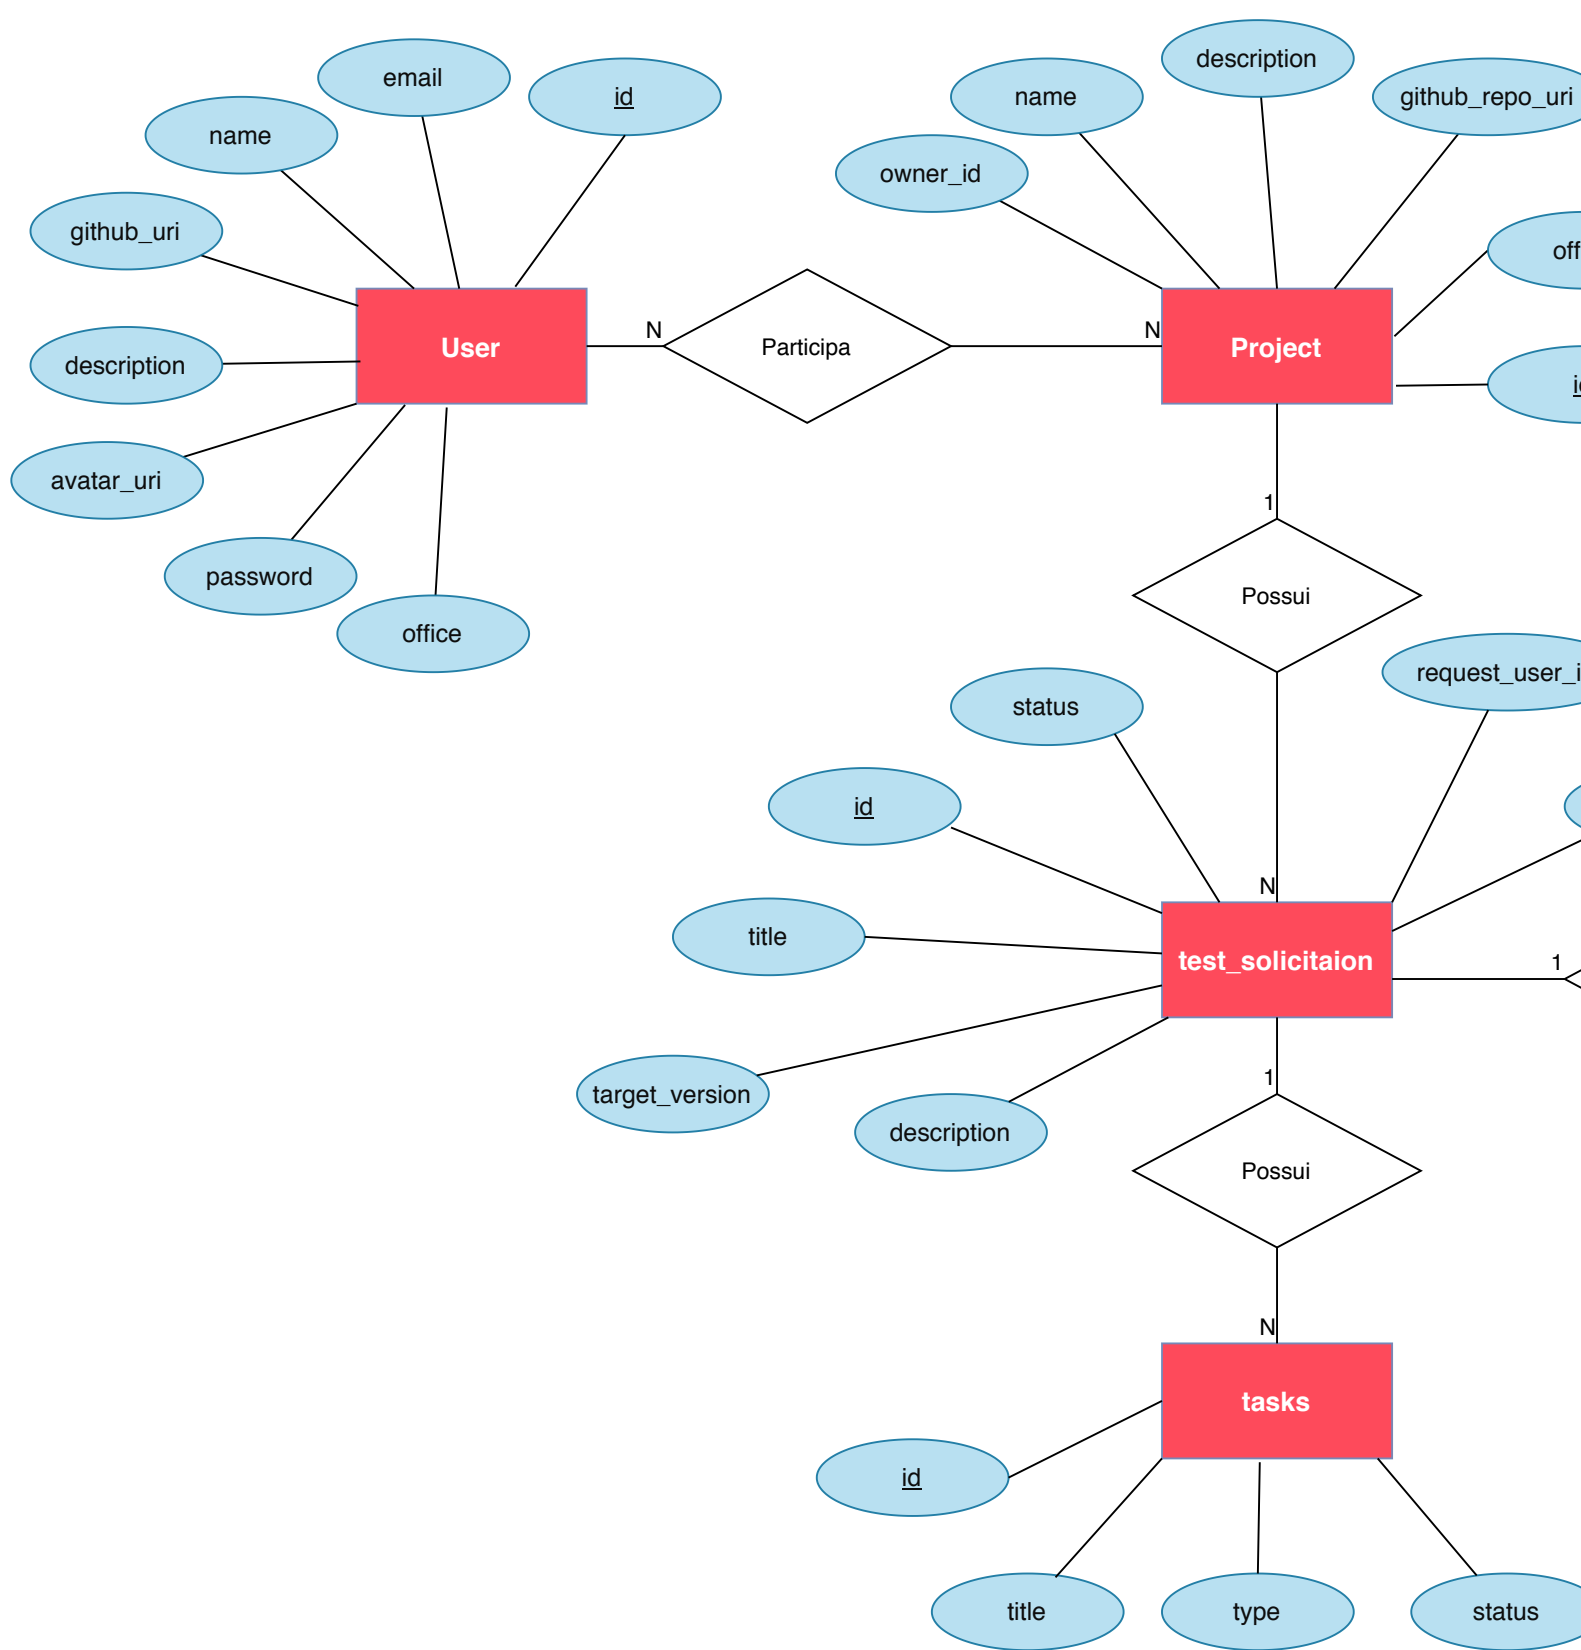 description
email
id
name
github_repo_uri
name
owner_id
github_uri
off
N
N
User
Participa
Project
description
avatar_uri
1
password
Possui
office
request_user_i
status
id
N
title
test_solicitaion
1
1
target_version
description
Possui
N
tasks
id
title
type
status